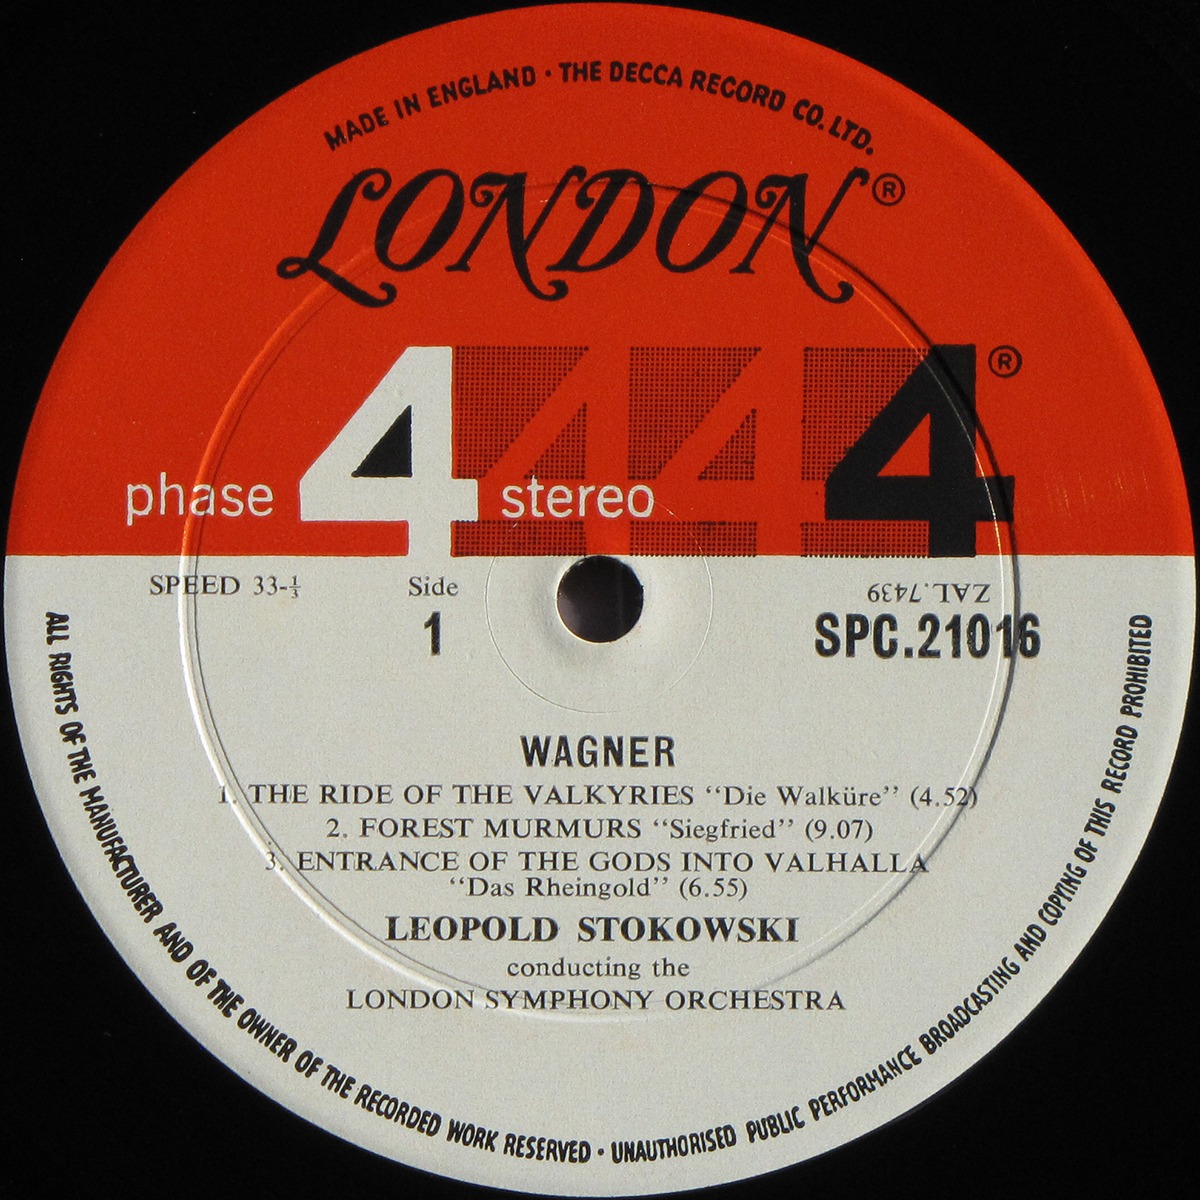 MADE IN ENGLAND · THE DECCA RECORD CO. LTD.
LONDON®
phase 4 stereo 4 4 4®
SPEED 33-⅓
Side
1
ZAL.7439
SPC.21016
WAGNER
1. THE RIDE OF THE VALKYRIES “Die Walküre” (4.52)
2. FOREST MURMURS “Siegfried” (9.07)
3. ENTRANCE OF THE GODS INTO VALHALLA
“Das Rheingold” (6.55)
LEOPOLD STOKOWSKI
conducting the
LONDON SYMPHONY ORCHESTRA
ALL RIGHTS OF THE MANUFACTURER AND OF THE OWNER OF THE RECORDED WORK RESERVED · UNAUTHORISED PUBLIC PERFORMANCE BROADCASTING AND COPYING OF THIS RECORD PROHIBITED